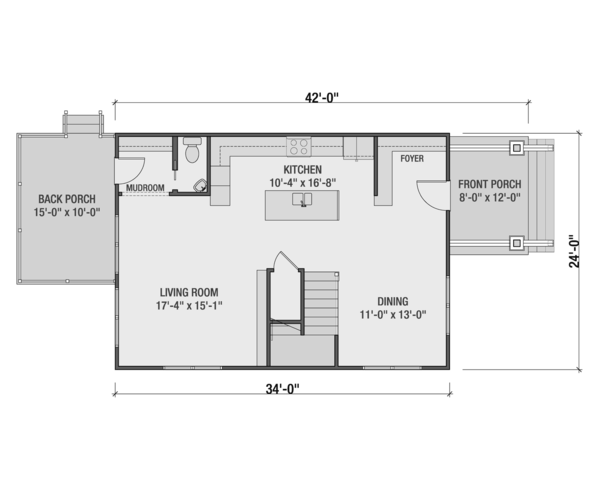 42'-0"
KITCHEN
10'-4" x 16'-8"
FOYER
MUDROOM
BACK PORCH
15'-0" x 10'-0"
FRONT PORCH
8'-0" x 12'-0"
24'-0"
LIVING ROOM
17'-4" x 15'-1"
DINING
11'-0" x 13'-0"
34'-0"